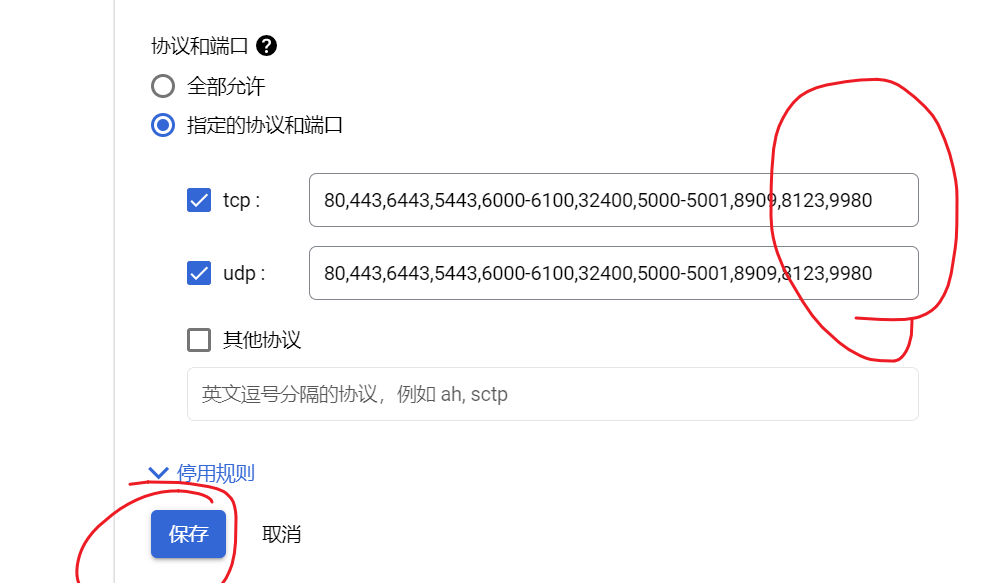 协议和端口 ?
全部允许
指定的协议和端口
tcp : 80,443,6443,5443,6000-6100,32400,5000-5001,8909,8123,9980
udp : 80,443,6443,5443,6000-6100,32400,5000-5001,8909,8123,9980
其他协议
英文逗号分隔的协议，例如 ah, sctp
停用规则
保存 取消